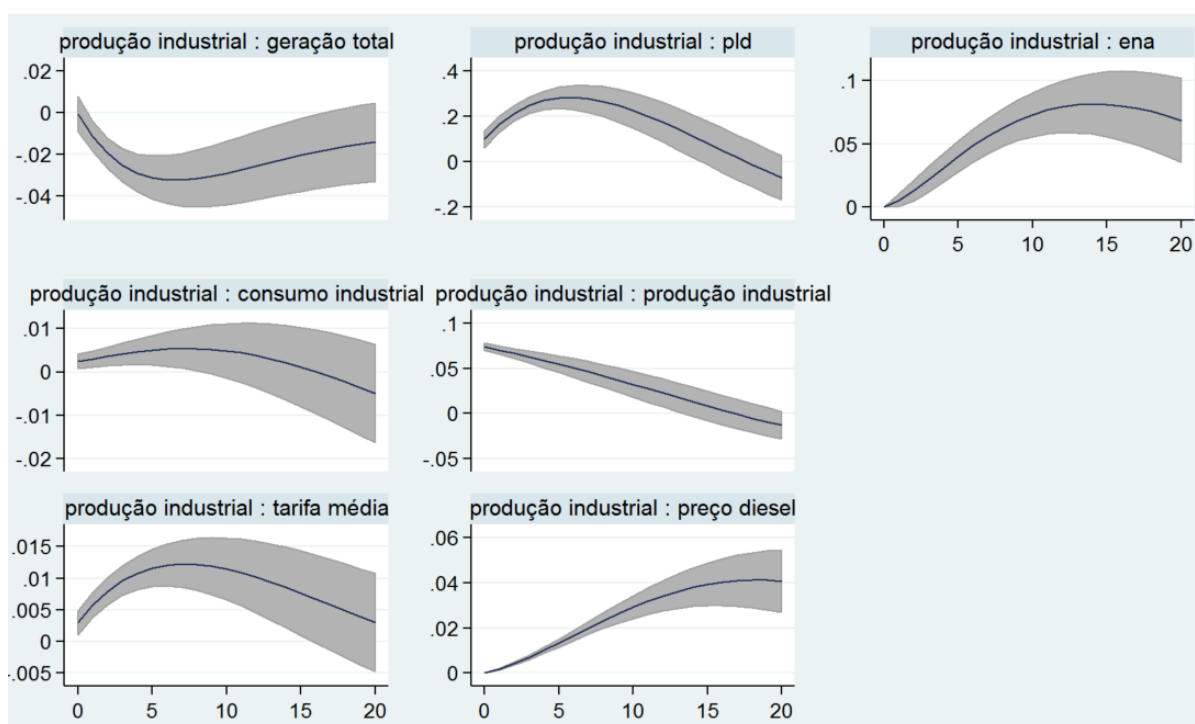 produção industrial : geração total
.02
0
-.02
-.04
produção industrial : pld
.4
.2
0
-.2
produção industrial : ena
.1
.05
0
0 5 10 15 20
produção industrial : consumo industrial
.01
0
-.01
-.02
produção industrial : produção industrial
.1
.05
0
-.05
produção industrial : tarifa média
.015
.01
.005
0
-.005
0 5 10 15 20
produção industrial : preço diesel
.06
.04
.02
0
0 5 10 15 20